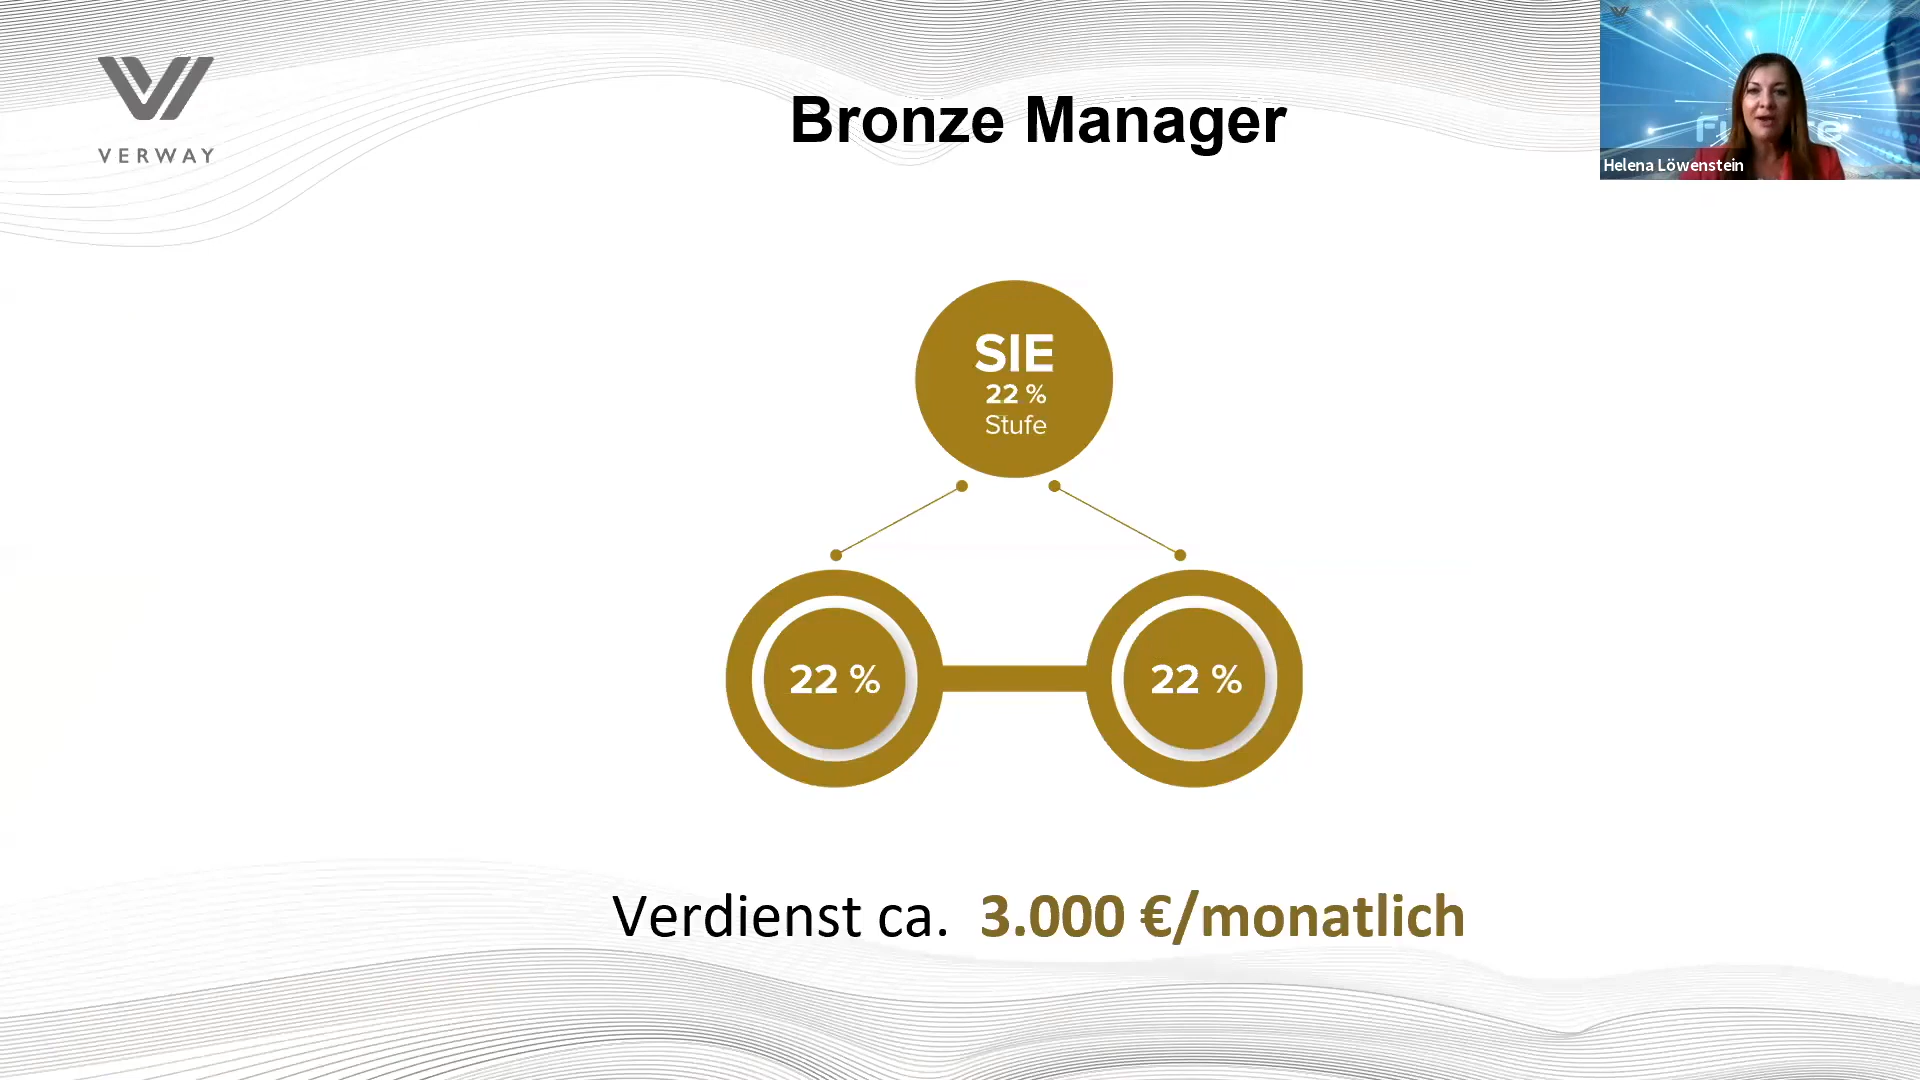 VERWAY
Bronze Manager
Helena Löwenstein
SIE
22 %
Stufe
22 %
22 %
Verdienst ca. 3.000 €/monatlich